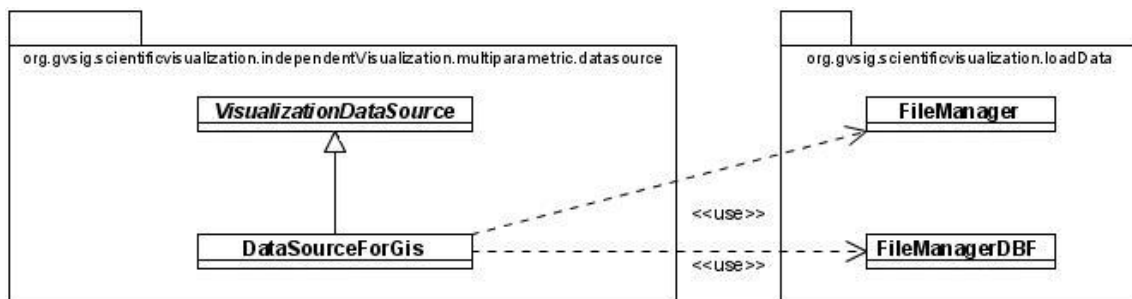 org.gvsig.scientificvisualization.independentVisualization.multiparametric.datasource
org.gvsig.scientificvisualization.loadData
VisualizationDataSource
FileManager
<<use>>
DataSourceForGis
FileManagerDBF
<<use>>